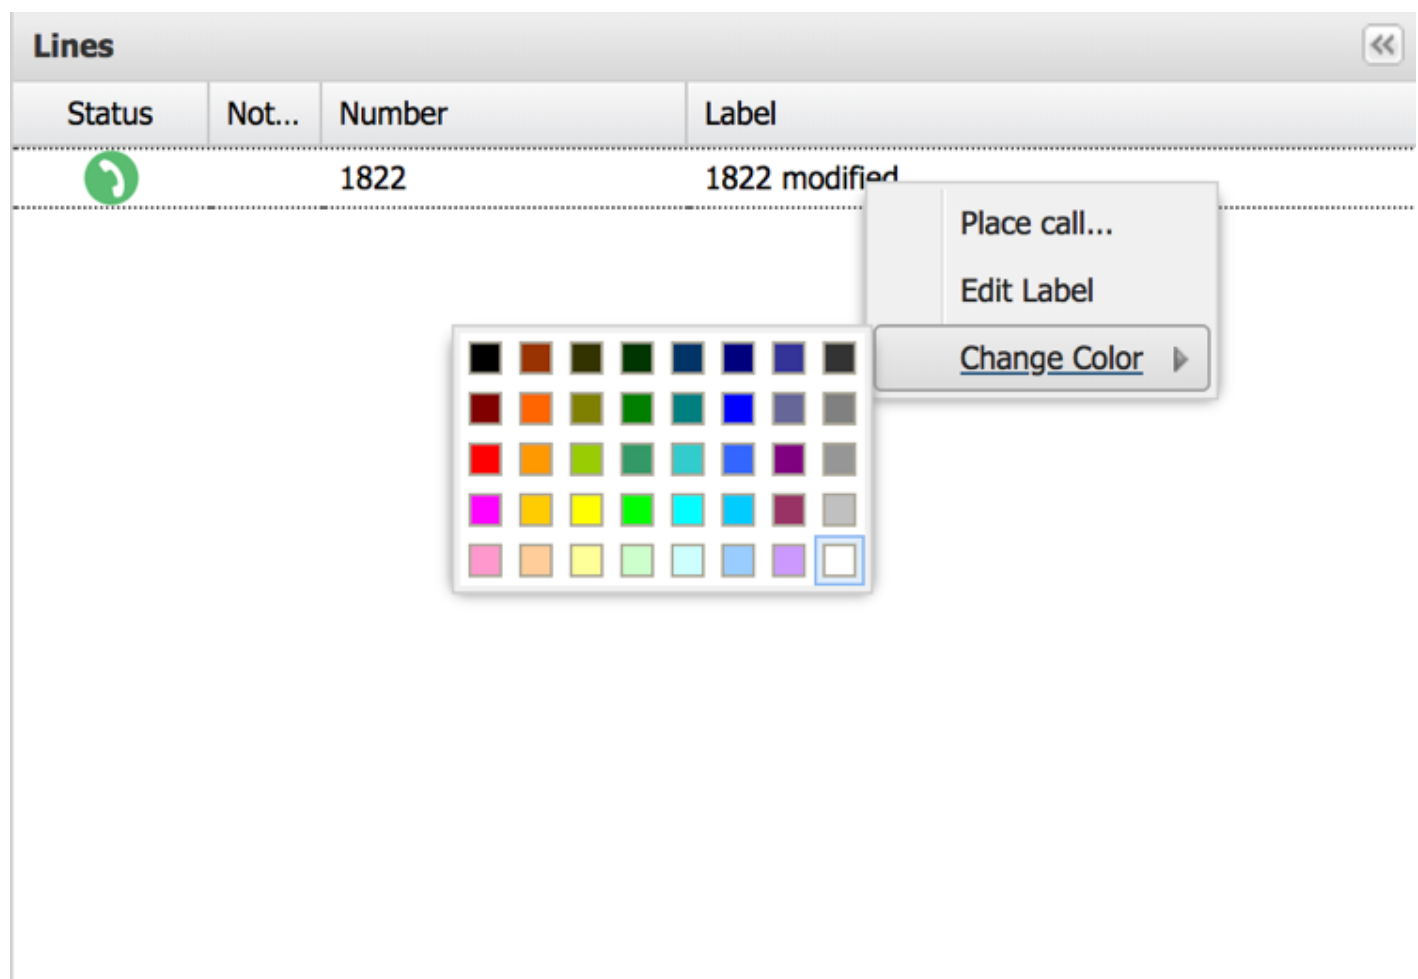 Lines
Status Not... Number Label
1822 1822 modified
Place call...
Edit Label
Change Color